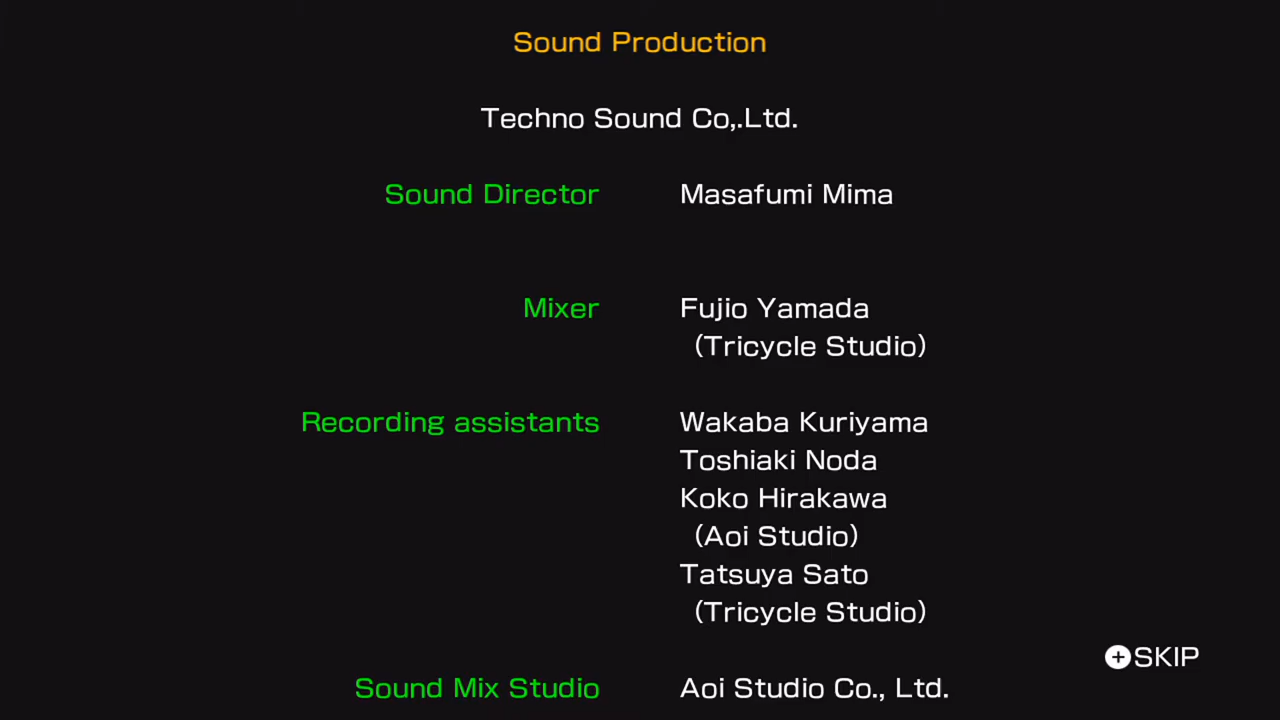 Sound Production
Techno Sound Co,.Ltd.
Sound Director Masafumi Mima
Mixer Fujio Yamada
(Tricycle Studio)
Recording assistants Wakaba Kuriyama
Toshiaki Noda
Koko Hirakawa
(Aoi Studio)
Tatsuya Sato
(Tricycle Studio)
+SKIP
Sound Mix Studio Aoi Studio Co., Ltd.